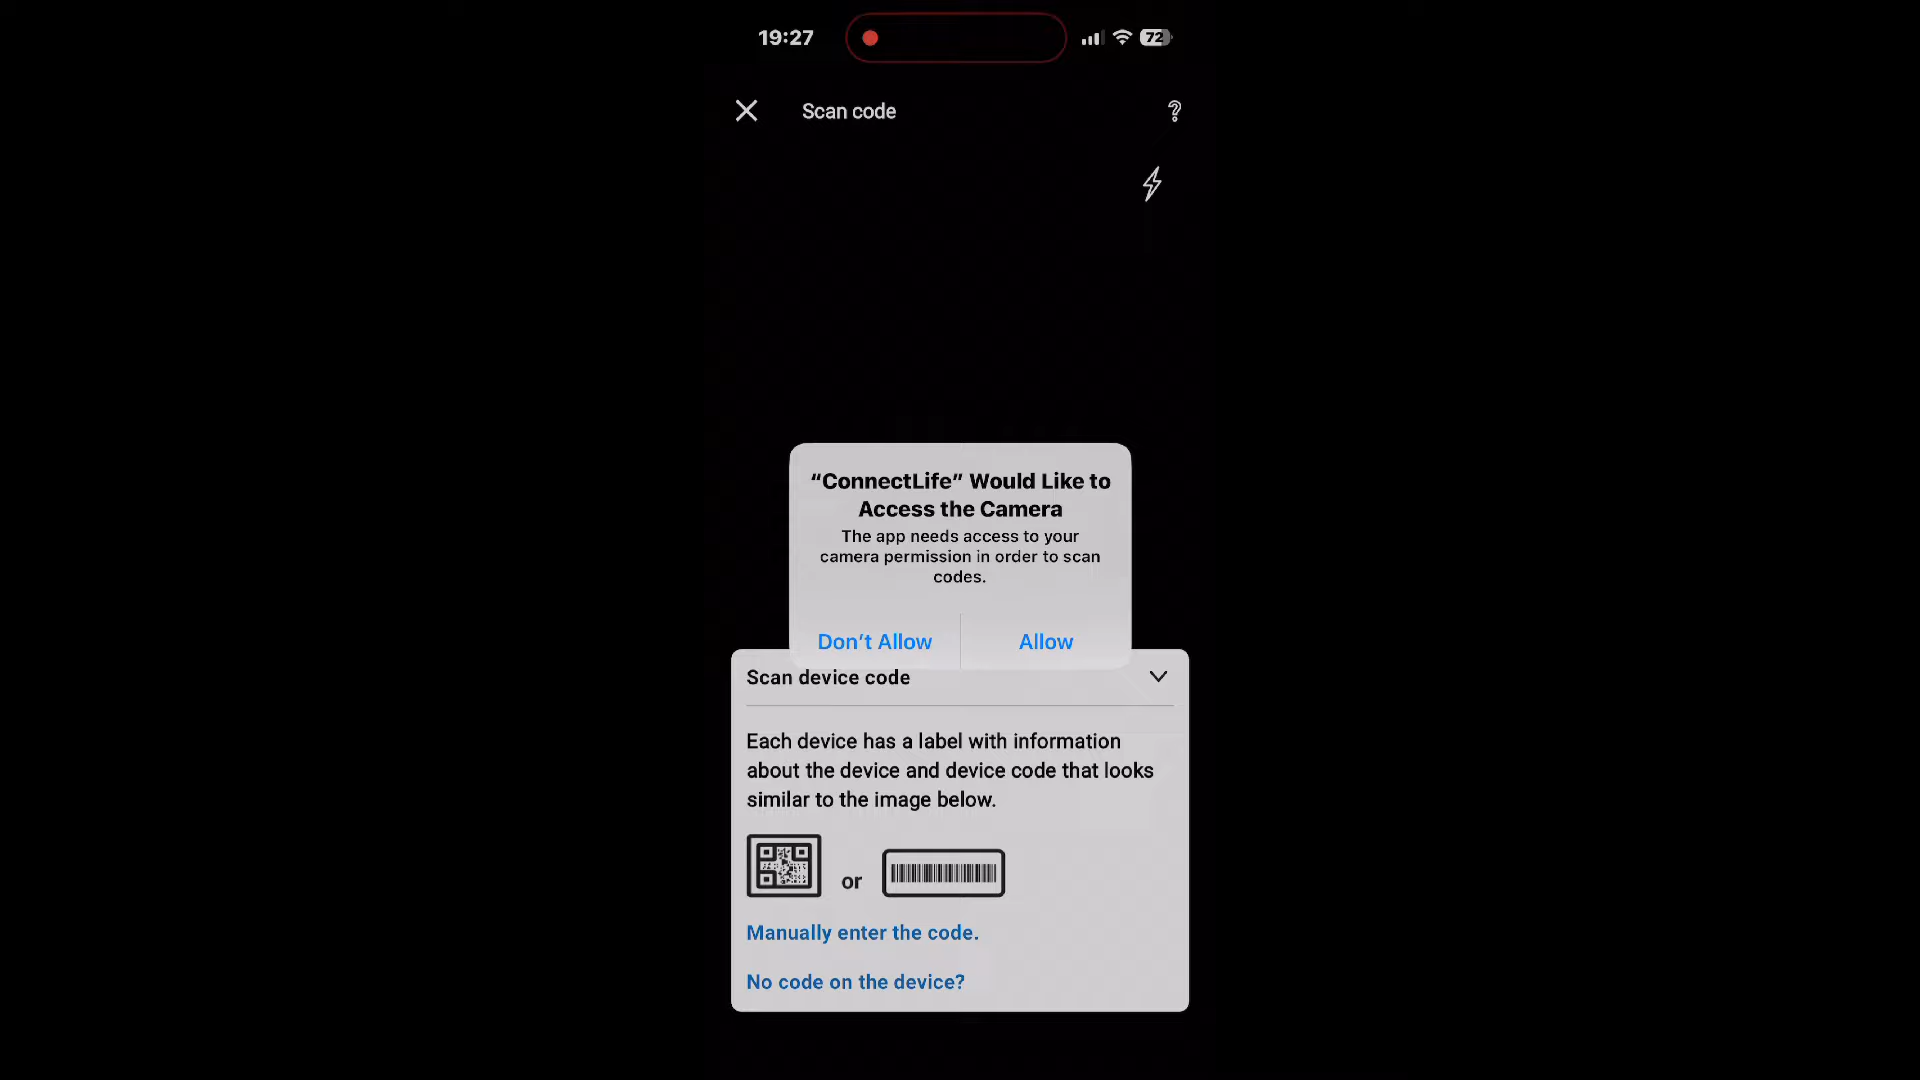 19:27
72
Scan code
“ConnectLife” Would Like to
Access the Camera
The app needs access to your
camera permission in order to scan
codes.
Don’t Allow
Allow
Scan device code
Each device has a label with information
about the device and device code that looks
similar to the image below.
or
Manually enter the code.
No code on the device?